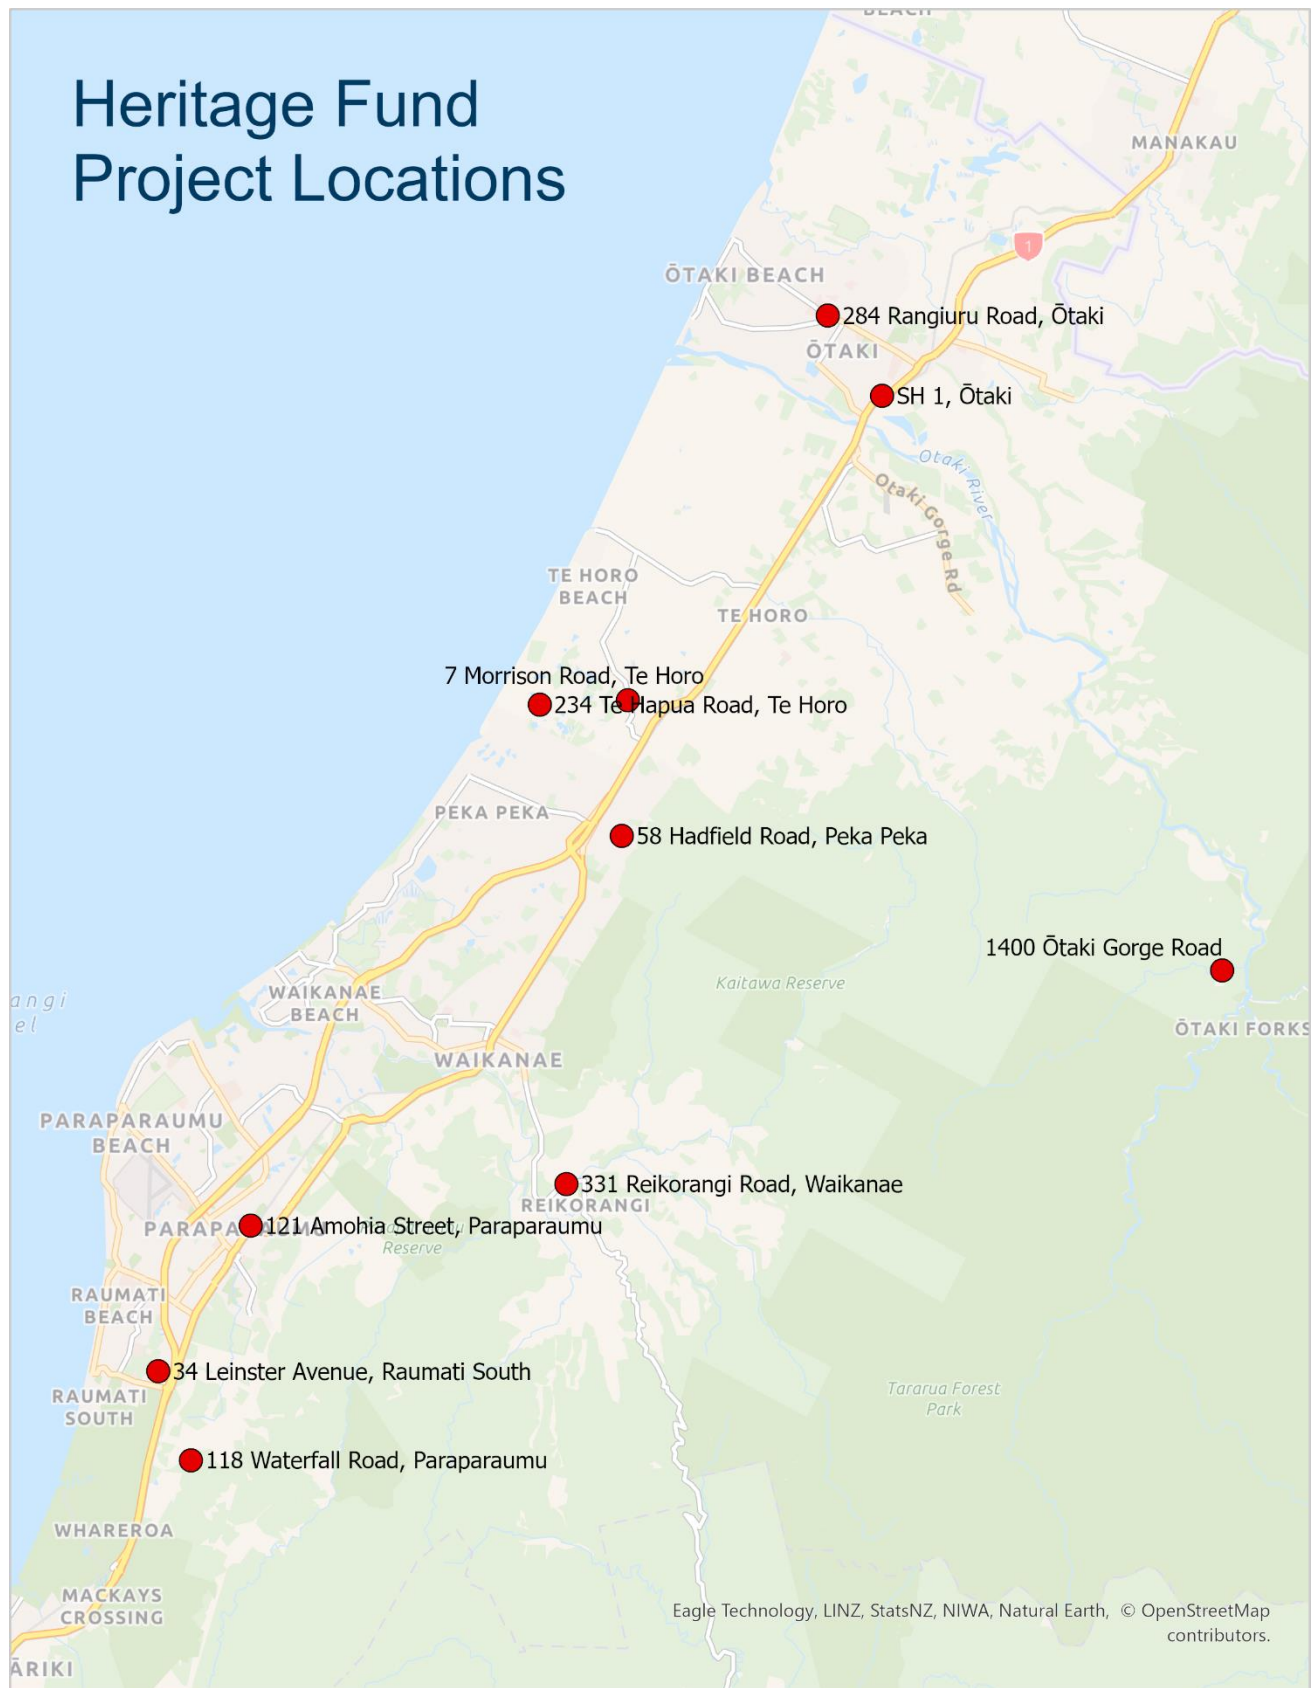 BEACH
Heritage Fund
Project Locations
MANAKAU
1
ŌTAKI BEACH
284 Rangiuru Road, Ōtaki
ŌTAKI
SH 1, Ōtaki
Otaki River
Otaki Gorge Rd
TE HORO
BEACH
TE HORO
7 Morrison Road, Te Horo
234 Te Hapua Road, Te Horo
PEKA PEKA
58 Hadfield Road, Peka Peka
1400 Ōtaki Gorge Road
Kaitawa Reserve
WAIKANAE
BEACH
angi
el
ŌTAKI FORKS
WAIKANAE
PARAPARAUMU
BEACH
331 Reikorangi Road, Waikanae
REIKORANGI
PARAPARAUMU
121 Amohia Street, Paraparaumu
Reserve
RAUMATI
BEACH
34 Leinster Avenue, Raumati South
RAUMATI
SOUTH
Tararua Forest
Park
118 Waterfall Road, Paraparaumu
WHAREROA
MACKAYS
CROSSING
Eagle Technology, LINZ, StatsNZ, NIWA, Natural Earth, © OpenStreetMap
contributors.
ĀRIKI